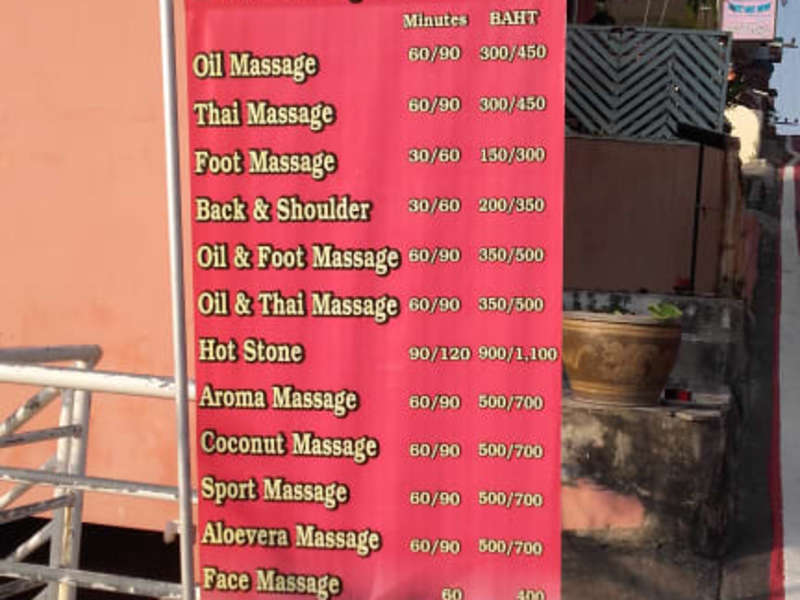 Minutes BAHT
Oil Massage 60/90 300/450
Thai Massage 60/90 300/450
Foot Massage 30/60 150/300
Back & Shoulder 30/60 200/350
Oil & Foot Massage 60/90 350/500
Oil & Thai Massage 60/90 350/500
Hot Stone 90/120 900/1,100
Aroma Massage 60/90 500/700
Coconut Massage 60/90 500/700
Sport Massage 60/90 500/700
Aloevera Massage 60/90 500/700
Face Massage 60 400